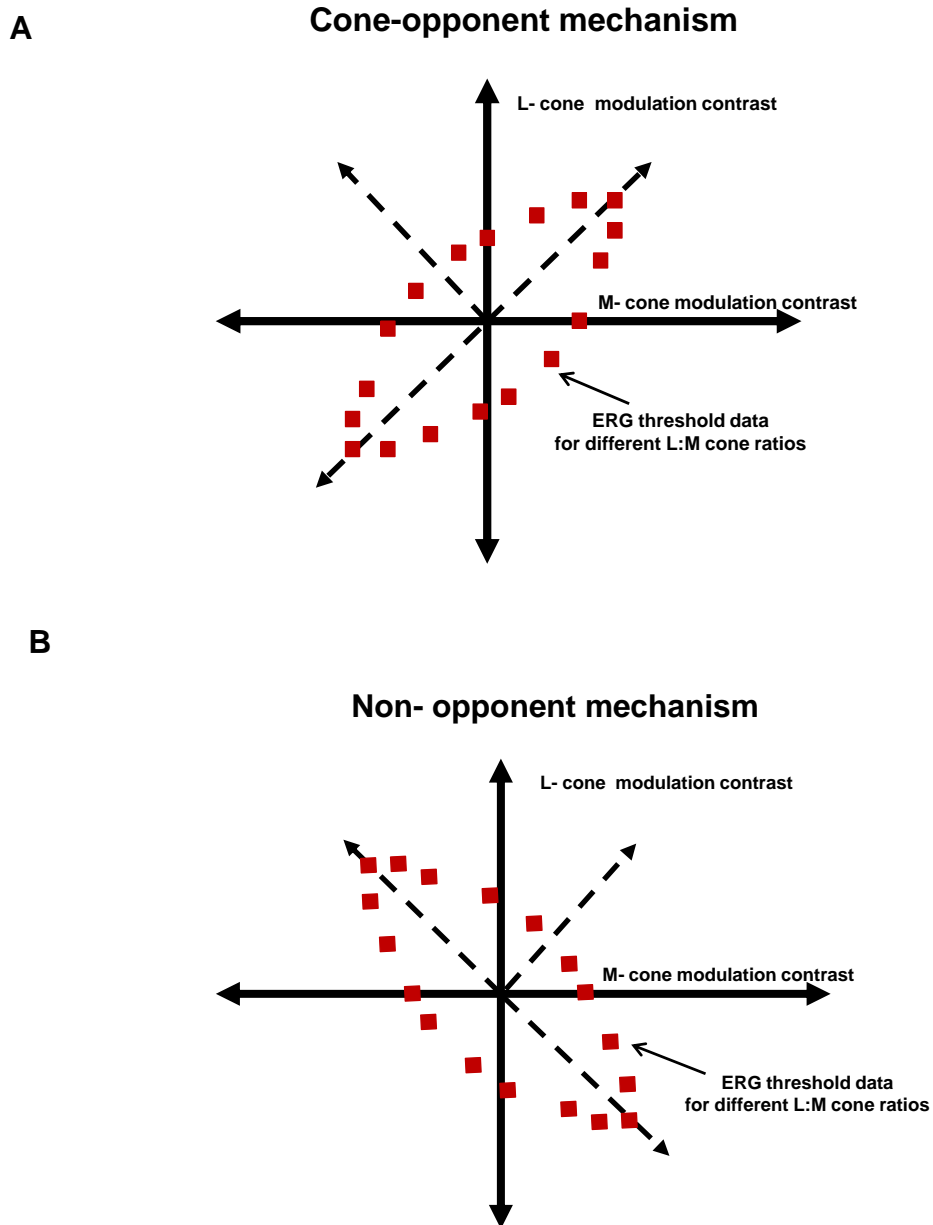 A
Cone-opponent mechanism
L- cone modulation contrast
M- cone modulation contrast
ERG threshold data
for different L:M cone ratios
B
Non- opponent mechanism
L- cone modulation contrast
M- cone modulation contrast
ERG threshold data
for different L:M cone ratios